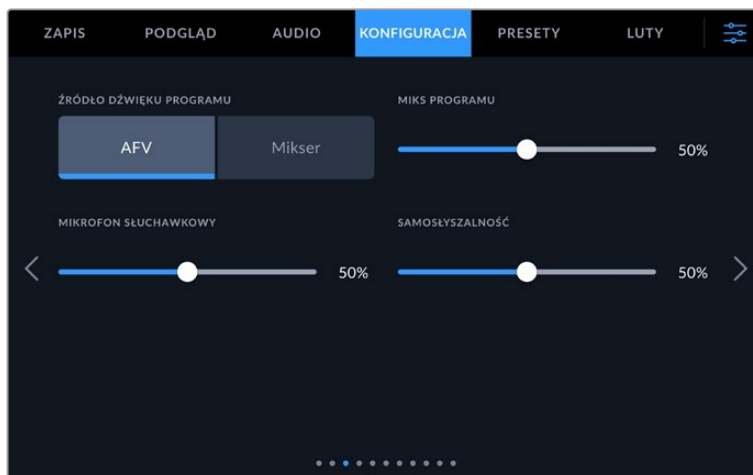 ZAPIS PODGLĄD AUDIO KONFIGURACJA PRESETY LUTY
ŹRÓDŁO DŹWIĘKU PROGRAMU MIKS PROGRAMU
AFV Mikser 50%
MIKROFON SŁUCHAWKOWY SAMOSŁYSZALNOŚĆ
50% 50%